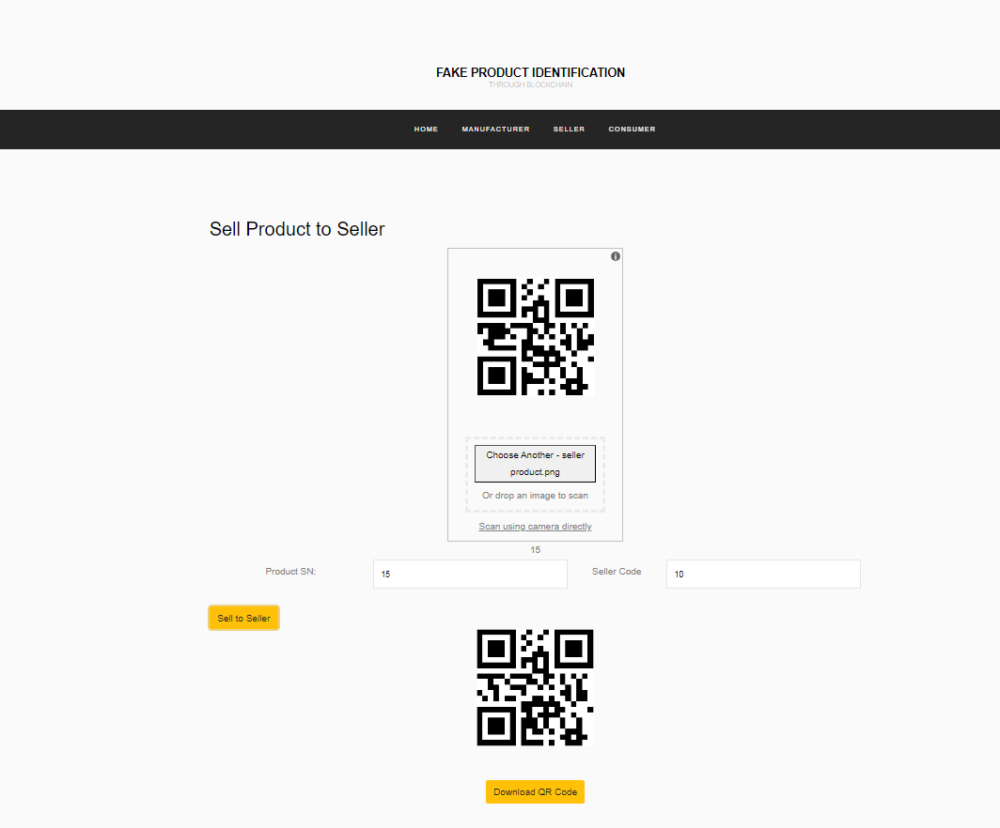 FAKE PRODUCT IDENTIFICATION
THROUGH BLOCKCHAIN
HOME MANUFACTURER SELLER CONSUMER
Sell Product to Seller
Choose Another - seller
product.png
Or drop an image to scan
Scan using camera directly
15
Product SN: 15 Seller Code 10
Sell to Seller
Download QR Code